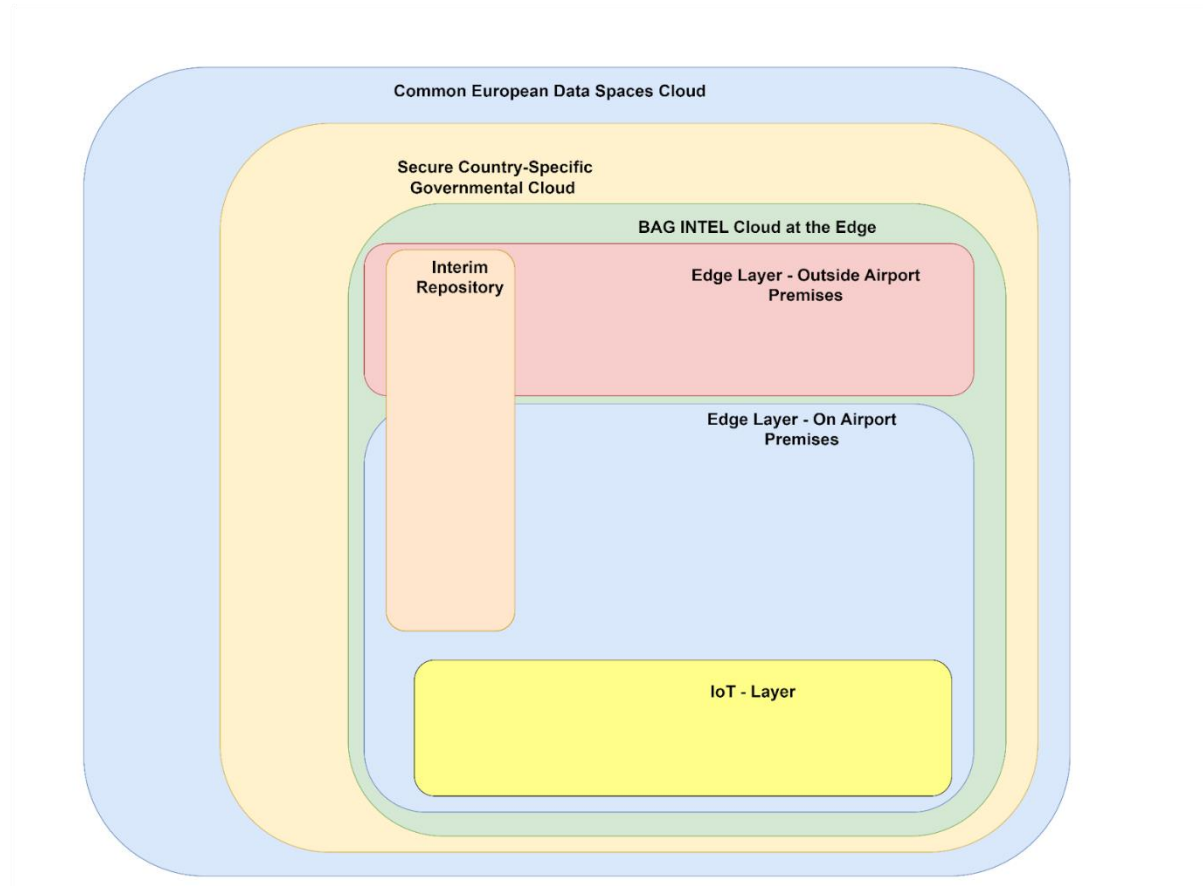 Common European Data Spaces Cloud
Secure Country-Specific
Governmental Cloud
BAG INTEL Cloud at the Edge
Interim
Repository
Edge Layer - Outside Airport
Premises
Edge Layer - On Airport
Premises
IoT - Layer